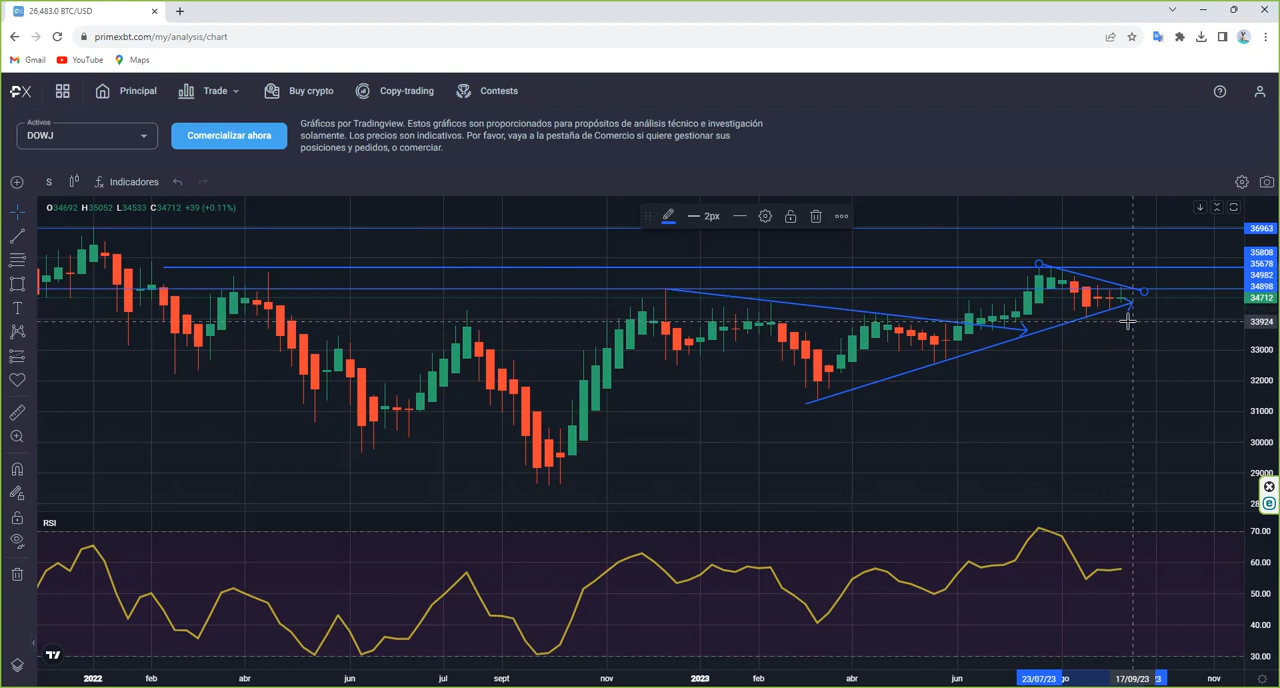 26,483.0 BTC/USD
primexbt.com/my/analysis/chart
Gmail YouTube Maps
PX Principal Trade Buy crypto Copy-trading Contests
Activos
DOWJ
Comercializar ahora
Gráficos por Tradingview. Estos gráficos son proporcionados para propósitos de análisis técnico e investigación
solamente. Los precios son indicativos. Por favor, vaya a la pestaña de Comercio si quiere gestionar sus
posiciones y pedidos, o comerciar.
S Indicadores
O34692 H35052 L34533 C34712 +39 (+0.11%)
2px
36963
35808
35678
34982
34898
34712
33924
33000
32000
31000
30000
29000
RSI
70.00
60.00
50.00
40.00
30.00
2022 feb abr jun jul sept nov 2023 feb abr jun 23/07/23 go 17/09/23 nov